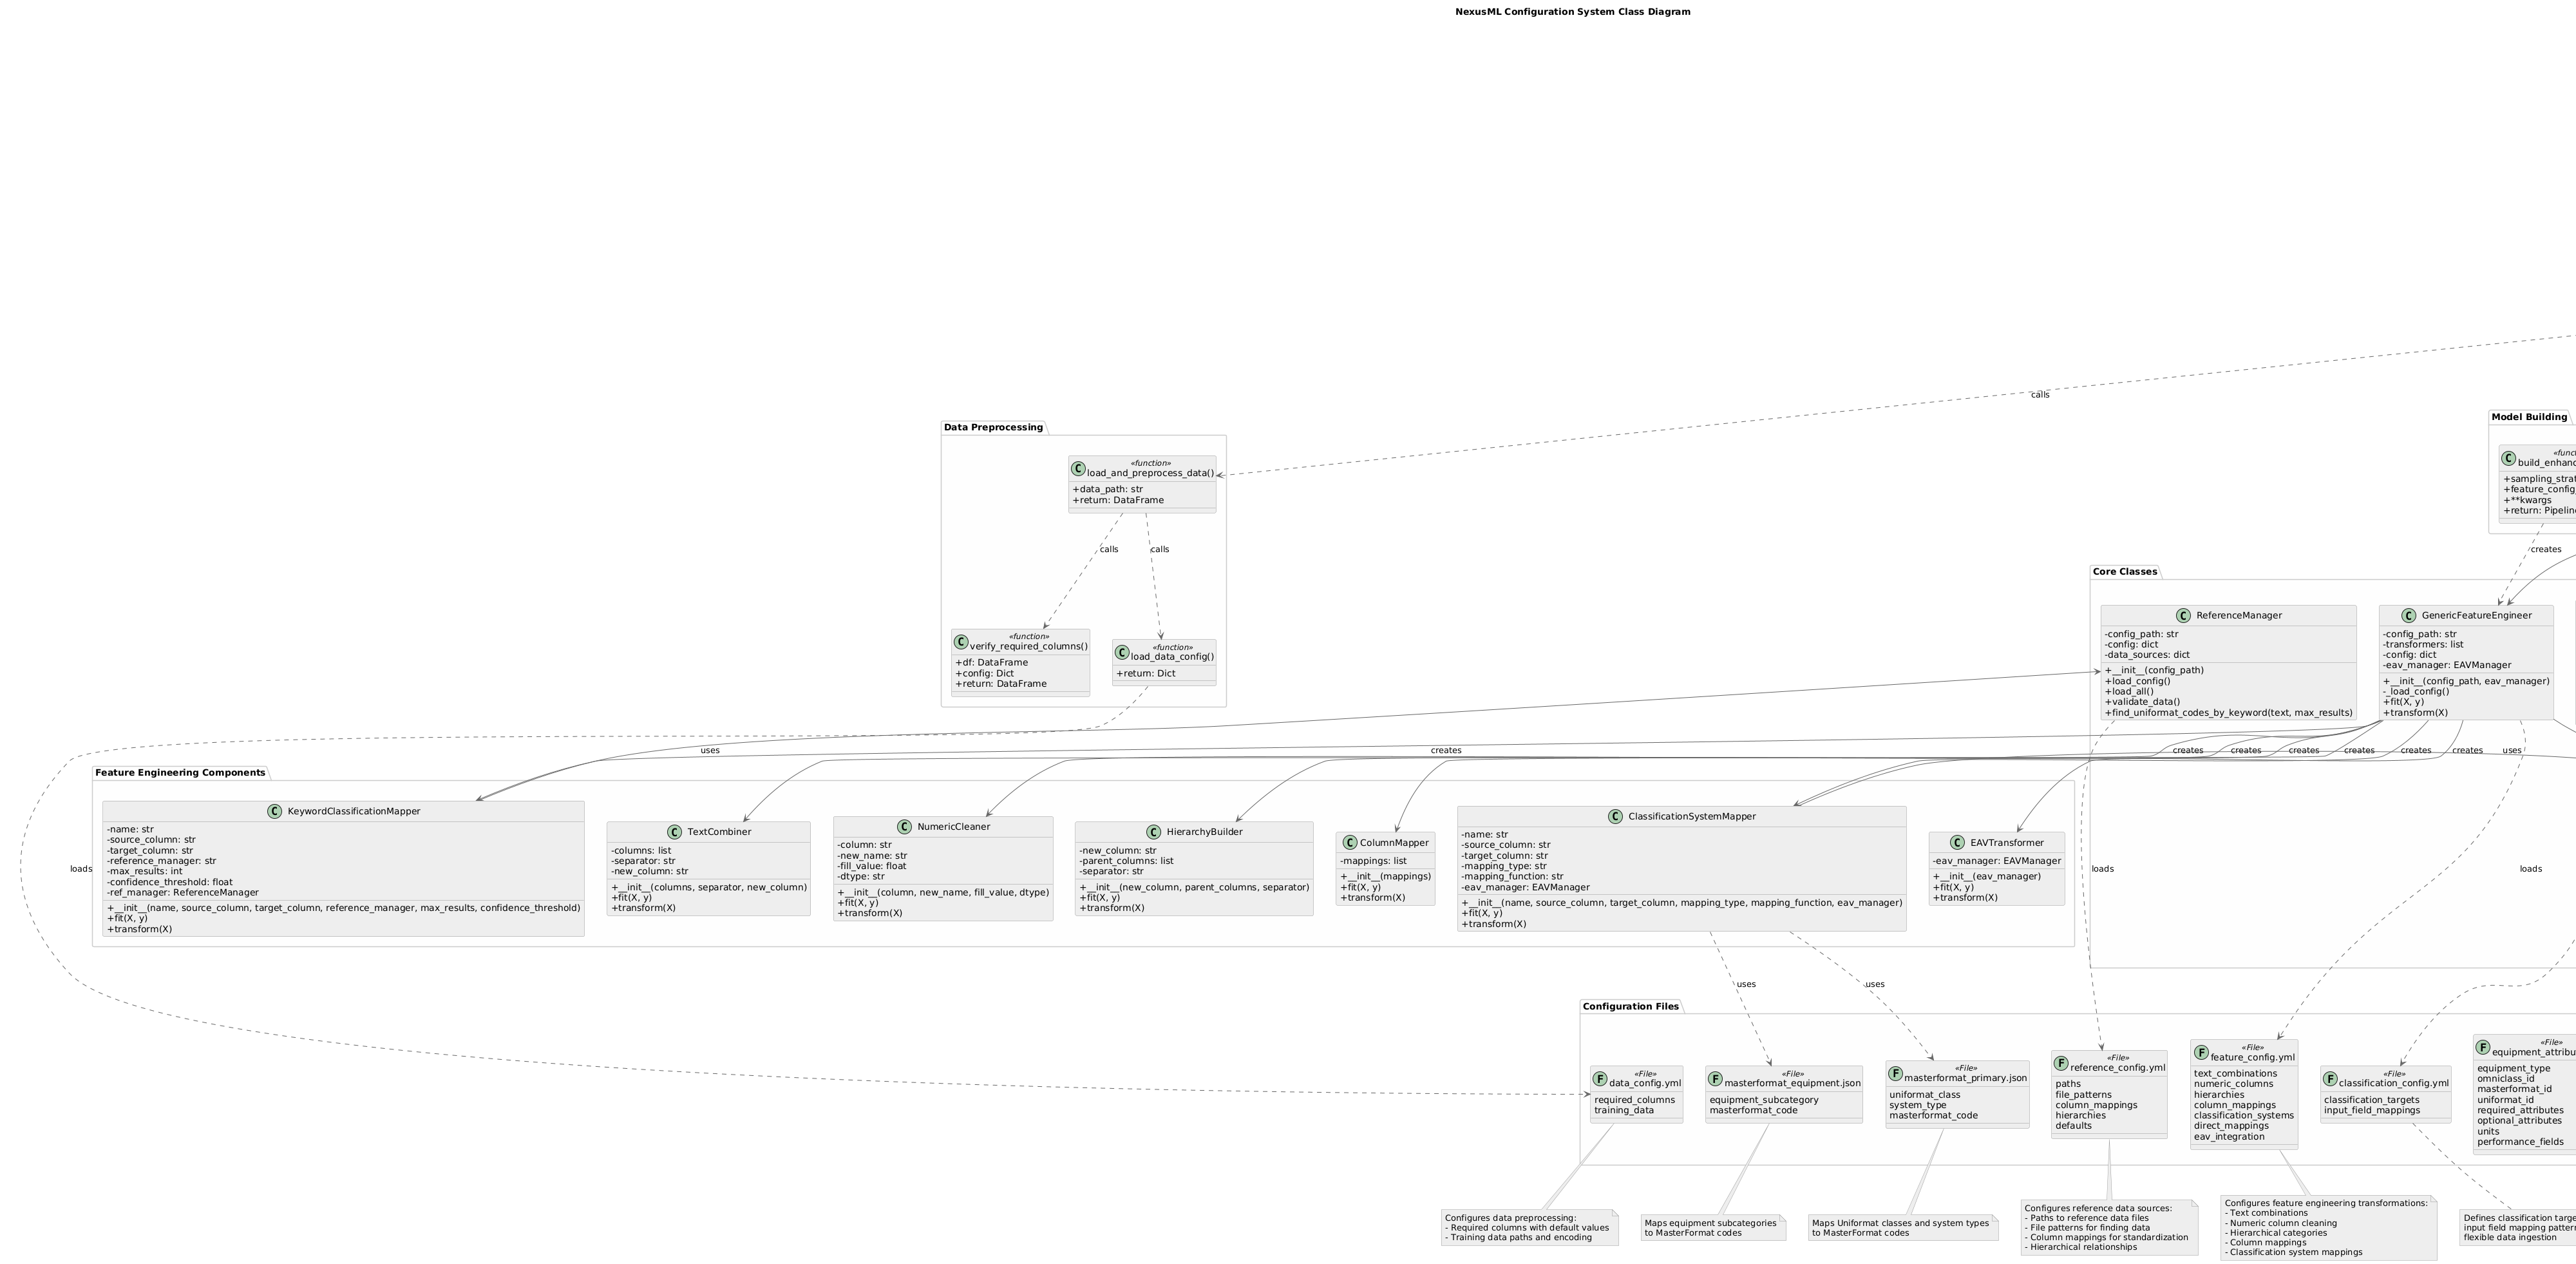 NexusML Configuration System Class Diagram
calls
Data Preprocessing
C
«function»
load_and_preprocess_data()
+data_path: str
+return: DataFrame
calls
calls
C
«function»
verify_required_columns()
+df: DataFrame
+config: Dict
+return: DataFrame
C
«function»
load_data_config()
+return: Dict
Model Building
C
+**kwargs
creates
Core Classes
C
ReferenceManager
-config_path: str
-config: dict
-data_sources: dict
+__init__(config_path)
+load_config()
+load_all()
+validate_data()
+find_uniformat_codes_by_keyword(text, max_results)
C
GenericFeatureEngineer
-config_path: str
-transformers: list
-config: dict
-eav_manager: EAVManager
+__init__(config_path, eav_manager)
-_load_config()
+fit(X, y)
+transform(X)
uses
creates
creates
creates
creates
creates
creates
creates
uses
Feature Engineering Components
loads
C
KeywordClassificationMapper
-name: str
-source_column: str
-target_column: str
-reference_manager: str
-max_results: int
-confidence_threshold: float
-ref_manager: ReferenceManager
+__init__(name, source_column, target_column, reference_manager, max_results, confidence_threshold)
+fit(X, y)
+transform(X)
C
TextCombiner
-columns: list
-separator: str
-new_column: str
+__init__(columns, separator, new_column)
+fit(X, y)
+transform(X)
C
NumericCleaner
-column: str
-new_name: str
-fill_value: float
-dtype: str
+__init__(column, new_name, fill_value, dtype)
+fit(X, y)
+transform(X)
C
HierarchyBuilder
-new_column: str
-parent_columns: list
-separator: str
+__init__(new_column, parent_columns, separator)
+fit(X, y)
+transform(X)
C
ColumnMapper
-mappings: list
+__init__(mappings)
+fit(X, y)
+transform(X)
C
ClassificationSystemMapper
-name: str
-source_column: str
-target_column: str
-mapping_type: str
-mapping_function: str
-eav_manager: EAVManager
+__init__(name, source_column, target_column, mapping_type, mapping_function, eav_manager)
+fit(X, y)
+transform(X)
C
EAVTransformer
-eav_manager: EAVManager
+__init__(eav_manager)
+fit(X, y)
+transform(X)
loads
loads
uses
uses
Configuration Files
F
«File»
data_config.yml
required_columns
training_data
F
«File»
masterformat_equipment.json
equipment_subcategory
masterformat_code
F
«File»
masterformat_primary.json
uniformat_class
system_type
masterformat_code
F
«File»
reference_config.yml
paths
file_patterns
column_mappings
hierarchies
defaults
F
«File»
feature_config.yml
text_combinations
numeric_columns
hierarchies
column_mappings
classification_systems
direct_mappings
eav_integration
F
«File»
classification_config.yml
classification_targets
input_field_mappings
F
«File»
equipment_type
omniclass_id
masterformat_id
uniformat_id
required_attributes
optional_attributes
units
performance_fields
Configures data preprocessing:
- Required columns with default values
- Training data paths and encoding
Maps equipment subcategories
to MasterFormat codes
Maps Uniformat classes and system types
to MasterFormat codes
Configures reference data sources:
- Paths to reference data files
- File patterns for finding data
- Column mappings for standardization
- Hierarchical relationships
Configures feature engineering transformations:
- Text combinations
- Numeric column cleaning
- Hierarchical categories
- Column mappings
- Classification system mappings
Defines classification
input field mapping
flexible data ingestion